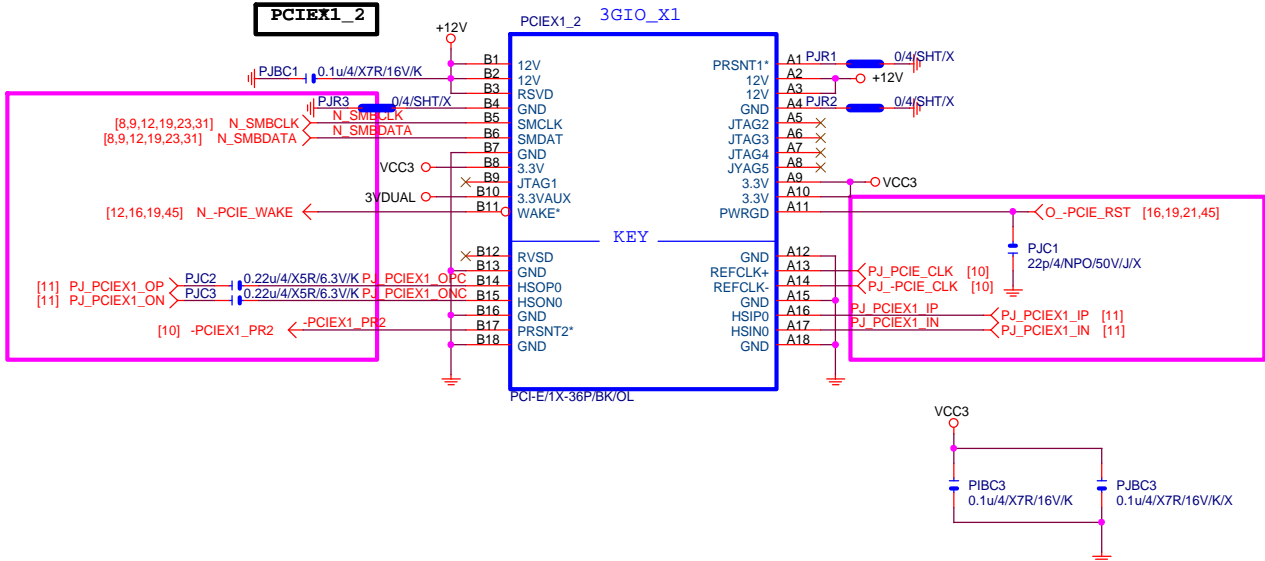 PCIEX1_2
PCIEX1_2
3GIO_X1
+12V
PJBC1
0.1u/4/X7R/16V/K
B1
12V
B2
12V
B3
RSVD
PJR3
0/4/SHT/X
B4
GND
[8,9,12,19,23,31] N_SMBCLK
N_SMBCLK
B5
SMCLK
[8,9,12,19,23,31] N_SMBDATA
N_SMBDATA
B6
SMDAT
B7
GND
VCC3
B8
3.3V
B9
JTAG1
3VDUAL
B10
3.3VAUX
[12,16,19,45] N_-PCIE_WAKE
B11
WAKE*
KEY
B12
RVSD
B13
GND
[11] PJ_PCIEX1_OP
PJC2
0.22u/4/X5R/6.3V/K
PJ_PCIEX1_OPC
B14
HSOP0
[11] PJ_PCIEX1_ON
PJC3
0.22u/4/X5R/6.3V/K
PJ_PCIEX1_ONC
B15
HSON0
B16
GND
[10] -PCIEX1_PR2
-PCIEX1_PR2
B17
PRSNT2*
B18
GND
PRSNT1*
A1
PJR1
0/4/SHT/X
12V
A2
+12V
12V
A3
GND
A4
PJR2
0/4/SHT/X
JTAG2
A5
JTAG3
A6
JTAG4
A7
JYAG5
A8
3.3V
A9
VCC3
3.3V
A10
PWRGD
A11
O_-PCIE_RST [16,19,21,45]
PJC1
22p/4/NPO/50V/J/X
GND
A12
REFCLK+
A13
PJ_PCIE_CLK [10]
REFCLK-
A14
PJ_-PCIE_CLK [10]
GND
A15
HSIP0
A16
PJ_PCIEX1_IP
PJ_PCIEX1_IP [11]
HSIN0
A17
PJ_PCIEX1_IN
PJ_PCIEX1_IN [11]
GND
A18
PCI-E/1X-36P/BK/OL
VCC3
PIBC3
0.1u/4/X7R/16V/K
PJBC3
0.1u/4/X7R/16V/K/X